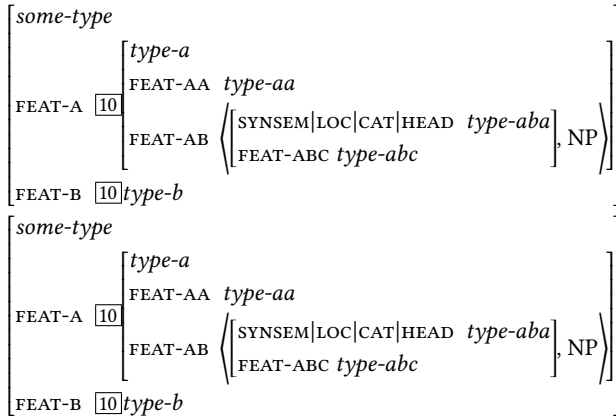 some-type
type-a
FEAT-AA type-aa
FEAT-A 10
FEAT-AB ⟨[SYNSEM|LOC|CAT|HEAD type-aba
FEAT-ABC type-abc], NP⟩
FEAT-B 10 type-b
some-type
type-a
FEAT-AA type-aa
FEAT-A 10
FEAT-AB ⟨[SYNSEM|LOC|CAT|HEAD type-aba
FEAT-ABC type-abc], NP⟩
FEAT-B 10 type-b